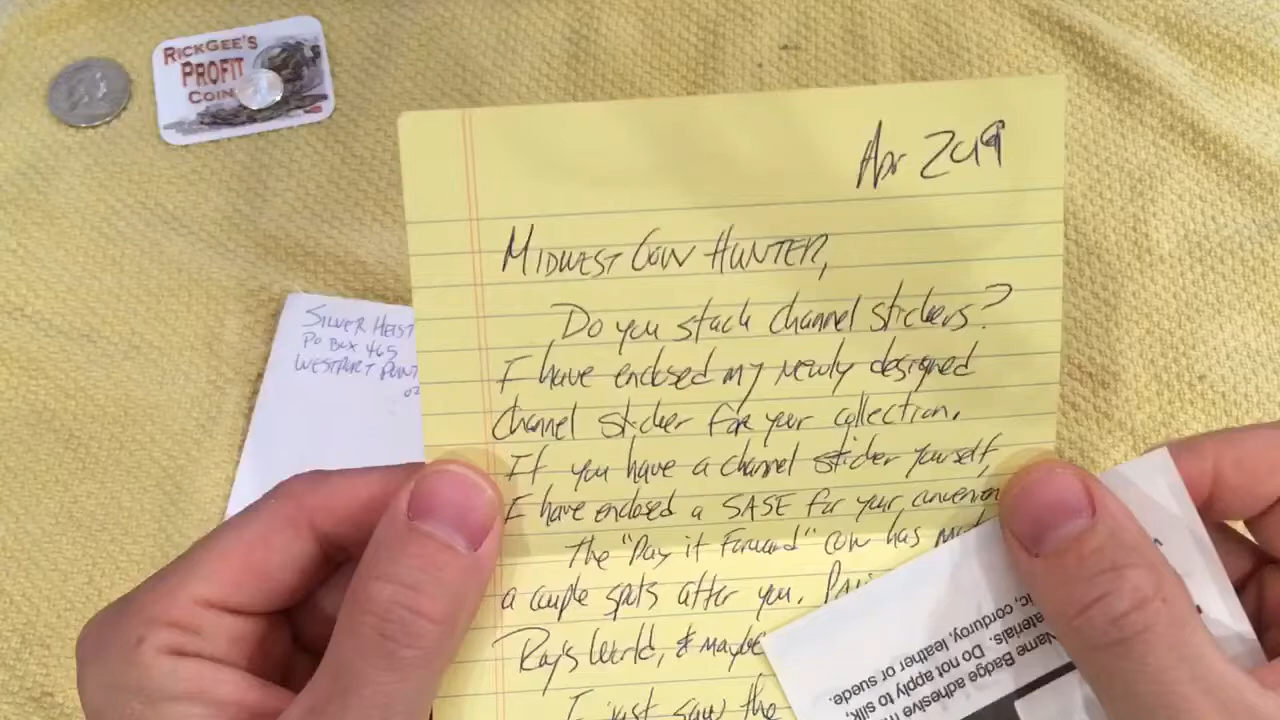 RICKGEE'S
PROFIT
COIN
Apr 2019
MIDWEST COIN HUNTER,
Do you stack channel stickers?
I have enclosed my newly designed
channel sticker for your collection.
If you have a channel sticker yourself,
I have enclosed a SASE for your
The "Pay it Forward" coin has
a couple spots after you.
Ray's World, & maybe
I just saw the
SILVER HEIST
PO BOX 465
WESTPORT
Name Badge adhesive
aterials. Do not apply to silk,
ic, corduroy, leather or suede.